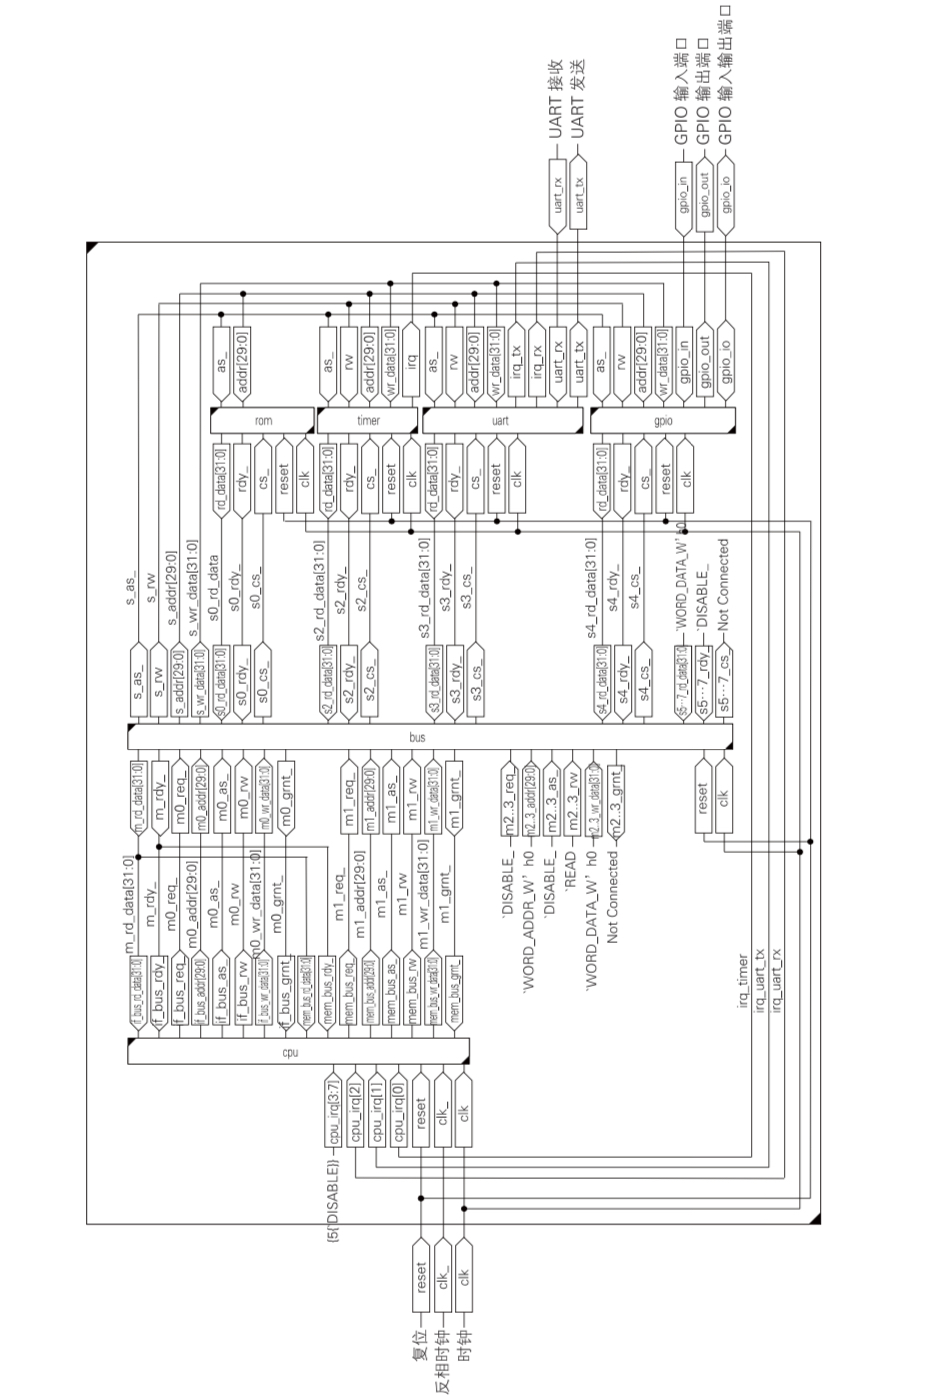 复位
反相时钟
时钟
reset
clk_
clk
{5{`DISABLE}}
cpu_irq[3:7]
cpu_irq[2]
cpu_irq[1]
cpu_irq[0]
reset
clk_
clk
cpu
if_bus_rd_data[31:0]
if_bus_rdy_
if_bus_req_
if_bus_addr[29:0]
if_bus_as_
if_bus_rw
if_bus_wr_data[31:0]
if_bus_grnt_
mem_bus_rd_data[31:0]
mem_bus_rdy_
mem_bus_req_
mem_bus_addr[29:0]
mem_bus_as_
mem_bus_rw
mem_bus_wr_data[31:0]
mem_bus_grnt_
m_rd_data[31:0]
m_rdy_
m0_req_
m0_addr[29:0]
m0_as_
m0_rw
m0_wr_data[31:0]
m0_grnt_
m1_req_
m1_addr[29:0]
m1_as_
m1_rw
m1_wr_data[31:0]
m1_grnt_
`DISABLE_
`WORD_ADDR_W' h0
`DISABLE_
`READ
`WORD_DATA_W' h0
Not Connected
irq_timer
irq_uart_tx
irq_uart_rx
m_rd_data[31:0]
m_rdy_
m0_req_
m0_addr[29:0]
m0_as_
m0_rw
m0_wr_data[31:0]
m0_grnt_
m1_req_
m1_addr[29:0]
m1_as_
m1_rw
m1_wr_data[31:0]
m1_grnt_
m2..3_req_
m2..3_addr[29:0]
m2..3_as_
m2..3_rw
m2..3_wr_data[31:0]
m2..3_grnt_
reset
clk
bus
s_as_
s_rw
s_addr[29:0]
s_wr_data[31:0]
s0_rd_data[31:0]
s0_rdy_
s0_cs_
s2_rd_data[31:0]
s2_rdy_
s2_cs_
s3_rd_data[31:0]
s3_rdy_
s3_cs_
s4_rd_data[31:0]
s4_rdy_
s4_cs_
s5…7_rd_data[31:0]
s5…7_rdy_
s5…7_cs_
s_as_
s_rw
s_addr[29:0]
s_wr_data[31:0]
s0_rd_data
s0_rdy_
s0_cs_
s2_rd_data[31:0]
s2_rdy_
s2_cs_
s3_rd_data[31:0]
s3_rdy_
s3_cs_
s4_rd_data[31:0]
s4_rdy_
s4_cs_
`WORD_DATA_W' h0
`DISABLE_
Not Connected
rd_data[31:0]
rdy_
cs_
reset
clk
rd_data[31:0]
rdy_
cs_
reset
clk
rd_data[31:0]
rdy_
cs_
reset
clk
rd_data[31:0]
rdy_
cs_
reset
clk
rom
timer
uart
gpio
as_
addr[29:0]
as_
rw
addr[29:0]
wr_data[31:0]
irq
as_
rw
addr[29:0]
wr_data[31:0]
irq_tx
irq_rx
uart_rx
uart_tx
as_
rw
addr[29:0]
wr_data[31:0]
gpio_in
gpio_out
gpio_io
uart_rx
uart_tx
gpio_in
gpio_out
gpio_io
UART 接收
UART 发送
GPIO 输入端口
GPIO 输出端口
GPIO 输入输出端口